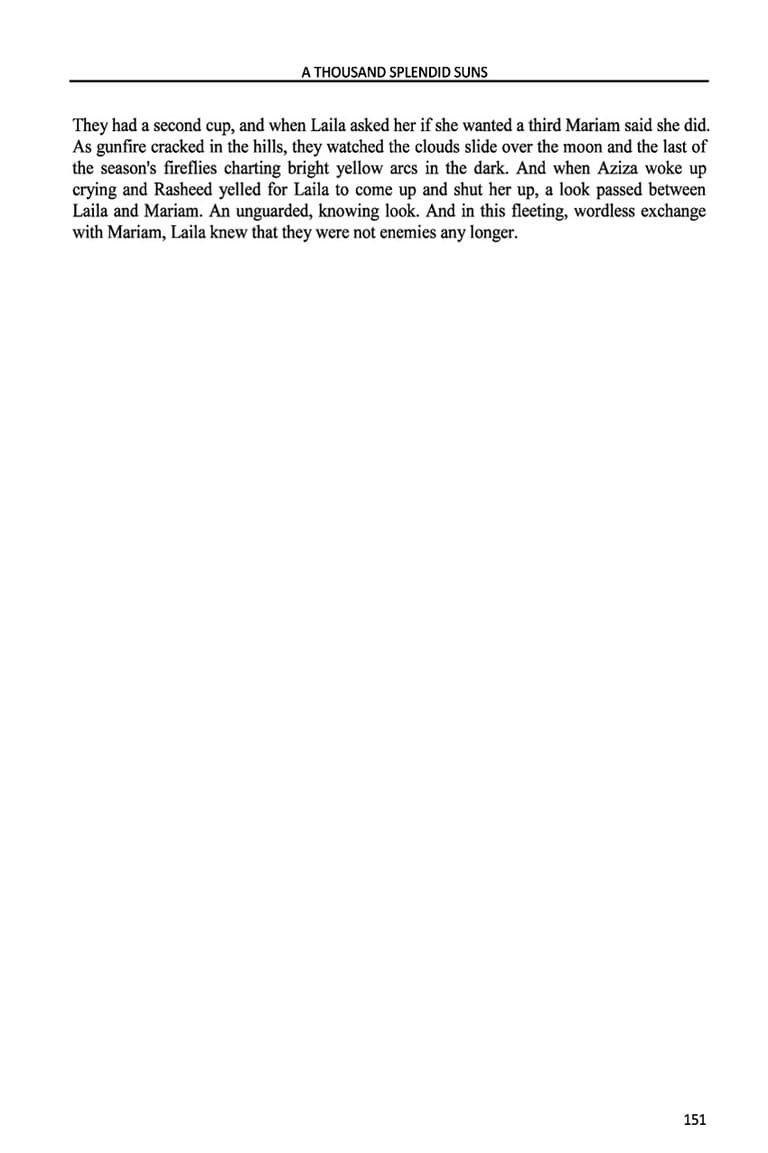 A THOUSAND SPLENDID SUNS
They had a second cup, and when Laila asked her if she wanted a third Mariam said she did.
As gunfire cracked in the hills, they watched the clouds slide over the moon and the last of
the season's fireflies charting bright yellow arcs in the dark. And when Aziza woke up
crying and Rasheed yelled for Laila to come up and shut her up, a look passed between
Laila and Mariam. An unguarded, knowing look. And in this fleeting, wordless exchange
with Mariam, Laila knew that they were not enemies any longer.
151